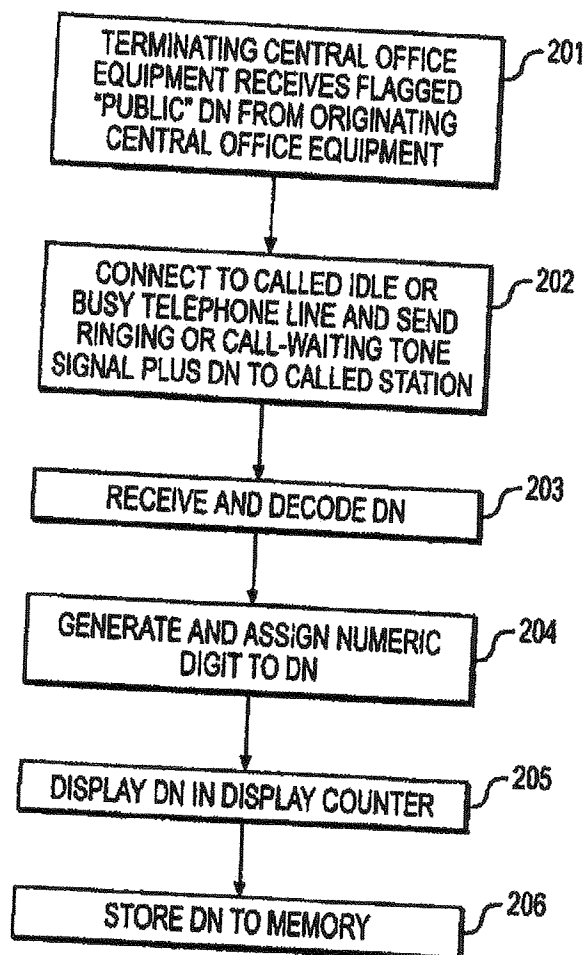 TERMINATING CENTRAL OFFICE
EQUIPMENT RECEIVES FLAGGED
"PUBLIC" DN FROM ORIGINATING
CENTRAL OFFICE EQUIPMENT
201
CONNECT TO CALLED IDLE OR
BUSY TELEPHONE LINE AND SEND
RINGING OR CALL-WAITING TONE
SIGNAL PLUS DN TO CALLED STATION
202
RECEIVE AND DECODE DN
203
GENERATE AND ASSIGN NUMERIC
DIGIT TO DN
204
DISPLAY DN IN DISPLAY COUNTER
205
STORE DN TO MEMORY
206